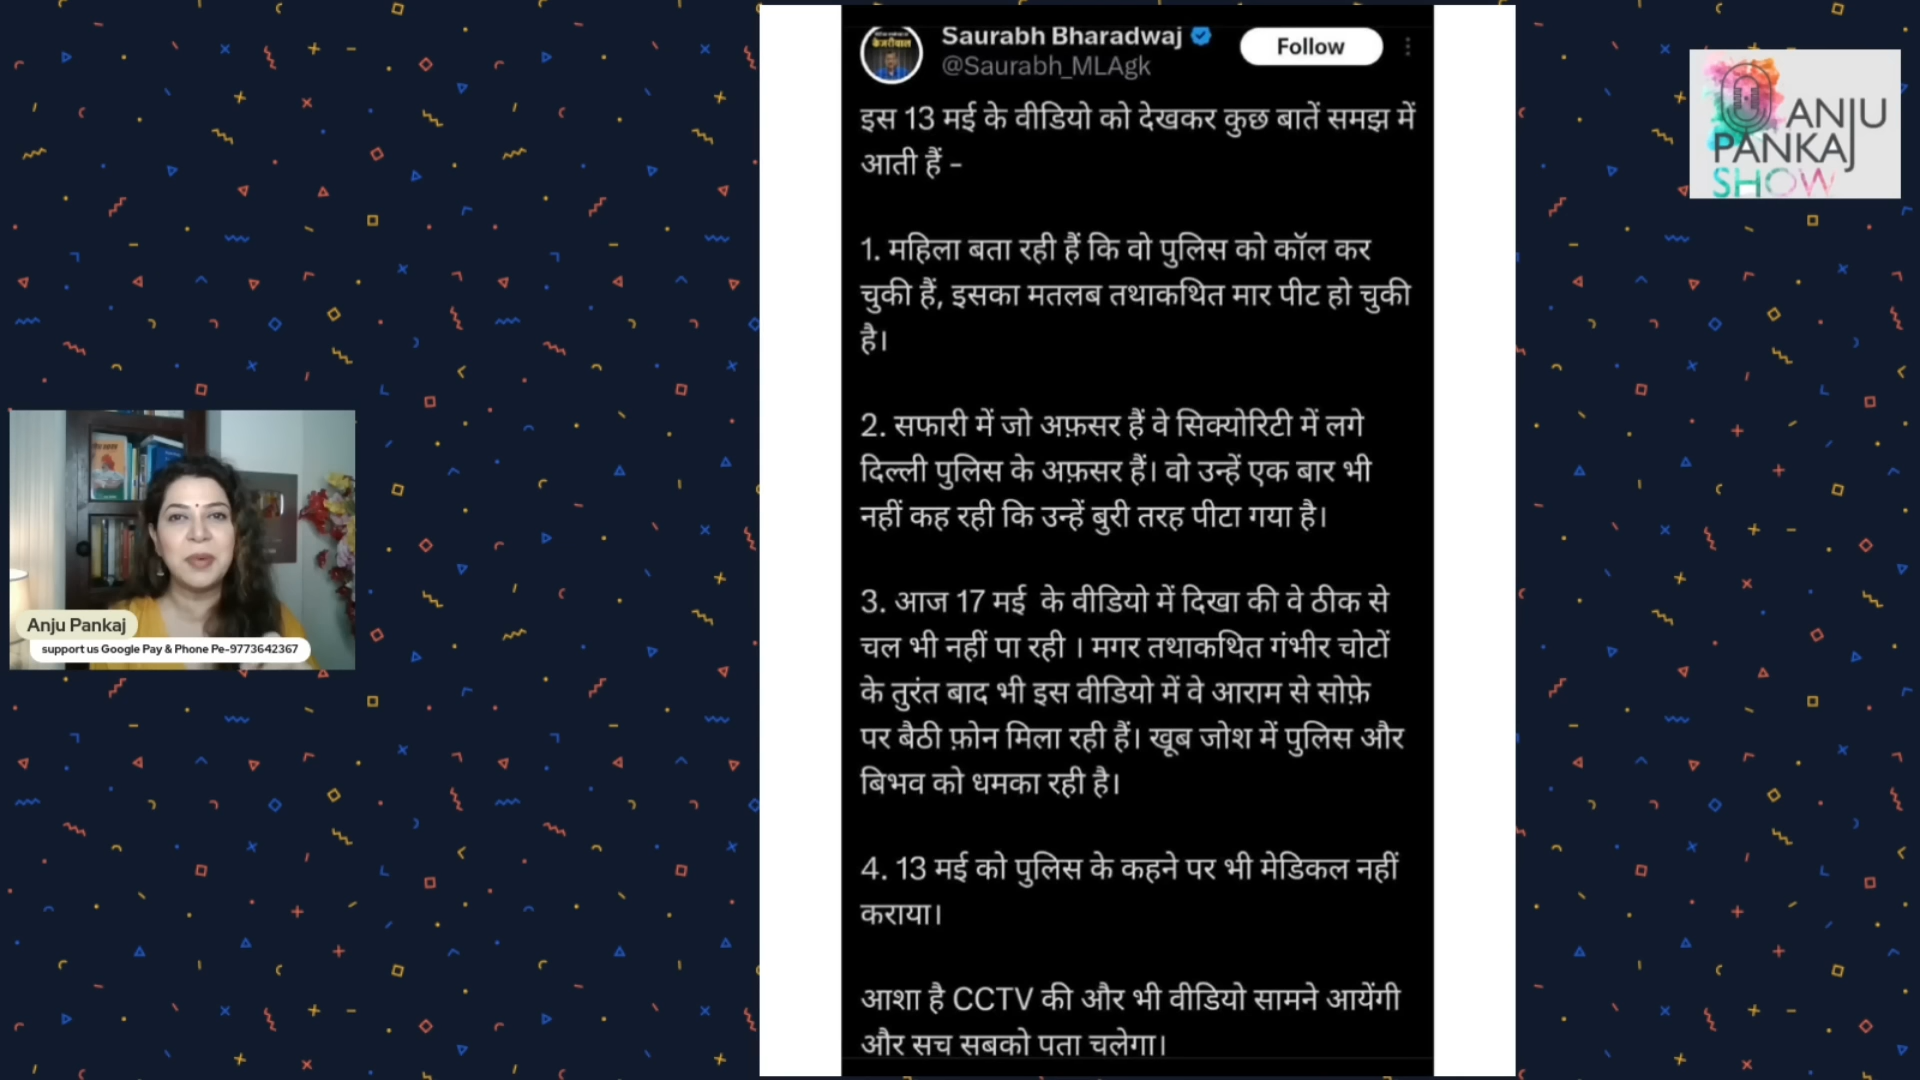 Saurabh Bharadwaj
@Saurabh_MLAgk
Follow
इस 13 मई के वीडियो को देखकर कुछ बातें समझ में
आती हैं -
1. महिला बता रही हैं कि वो पुलिस को कॉल कर
चुकी हैं, इसका मतलब तथाकथित मार पीट हो चुकी
है।
2. सफारी में जो अफ़सर हैं वे सिक्योरिटी में लगे
दिल्ली पुलिस के अफ़सर हैं। वो उन्हें एक बार भी
नहीं कह रही कि उन्हें बुरी तरह पीटा गया है।
3. आज 17 मई के वीडियो में दिखा की वे ठीक से
चल भी नहीं पा रही । मगर तथाकथित गंभीर चोटों
के तुरंत बाद भी इस वीडियो में वे आराम से सोफ़े
पर बैठी फ़ोन मिला रही हैं। खूब जोश में पुलिस और
बिभव को धमका रही है।
4. 13 मई को पुलिस के कहने पर भी मेडिकल नहीं
कराया।
आशा है CCTV की और भी वीडियो सामने आयेंगी
और सच सबको पता चलेगा।
केजरीवाल
ANJU
PANKAJ
SHOW
Anju Pankaj
support us Google Pay & Phone Pe-9773642367